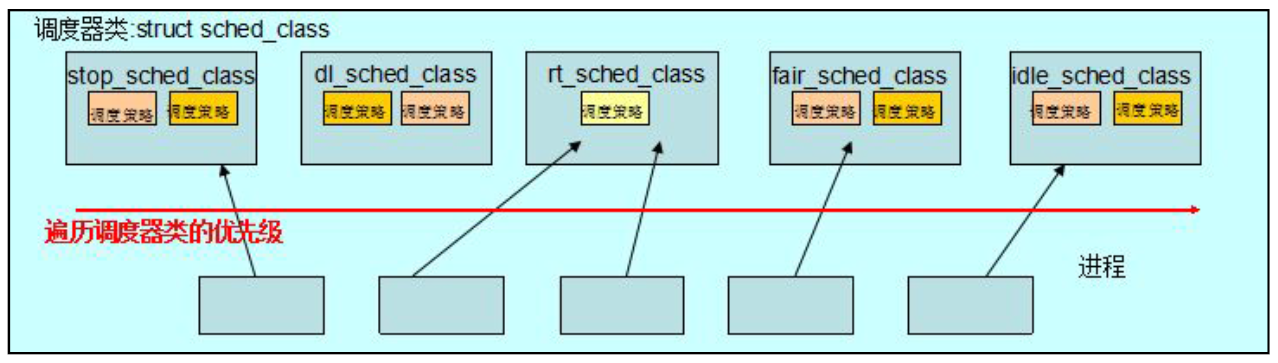 调度器类:struct sched_class
stop_sched_class
调度策略 调度策略
dl_sched_class
调度策略 调度策略
rt_sched_class
调度策略
fair_sched_class
调度策略 调度策略
idle_sched_class
调度策略 调度策略
遍历调度器类的优先级
进程